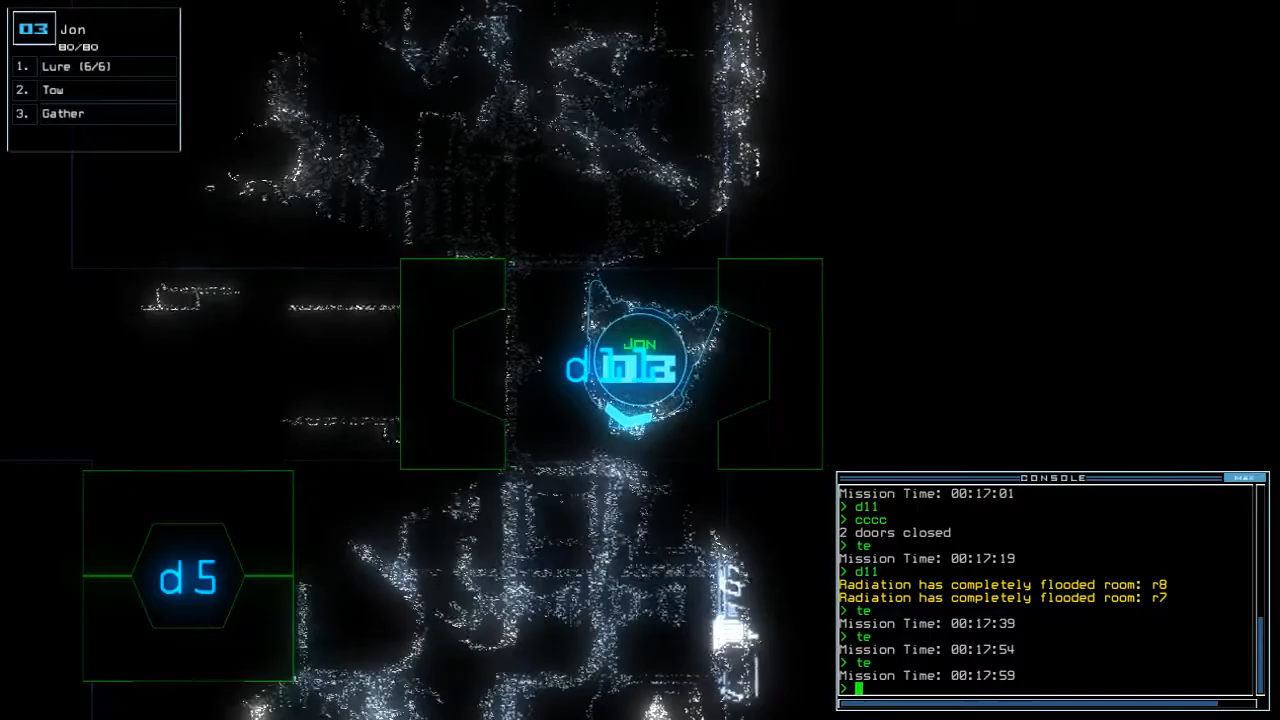 03 Jon
80/80
1. Lure (6/6)
2. Tow
3. Gather
JON
d5
CONSOLE
MAX
Mission Time: 00:17:01
> d11
> cccc
2 doors closed
> te
Mission Time: 00:17:19
> d11
Radiation has completely flooded room: r8
Radiation has completely flooded room: r7
> te
Mission Time: 00:17:39
> te
Mission Time: 00:17:54
> te
Mission Time: 00:17:59
>